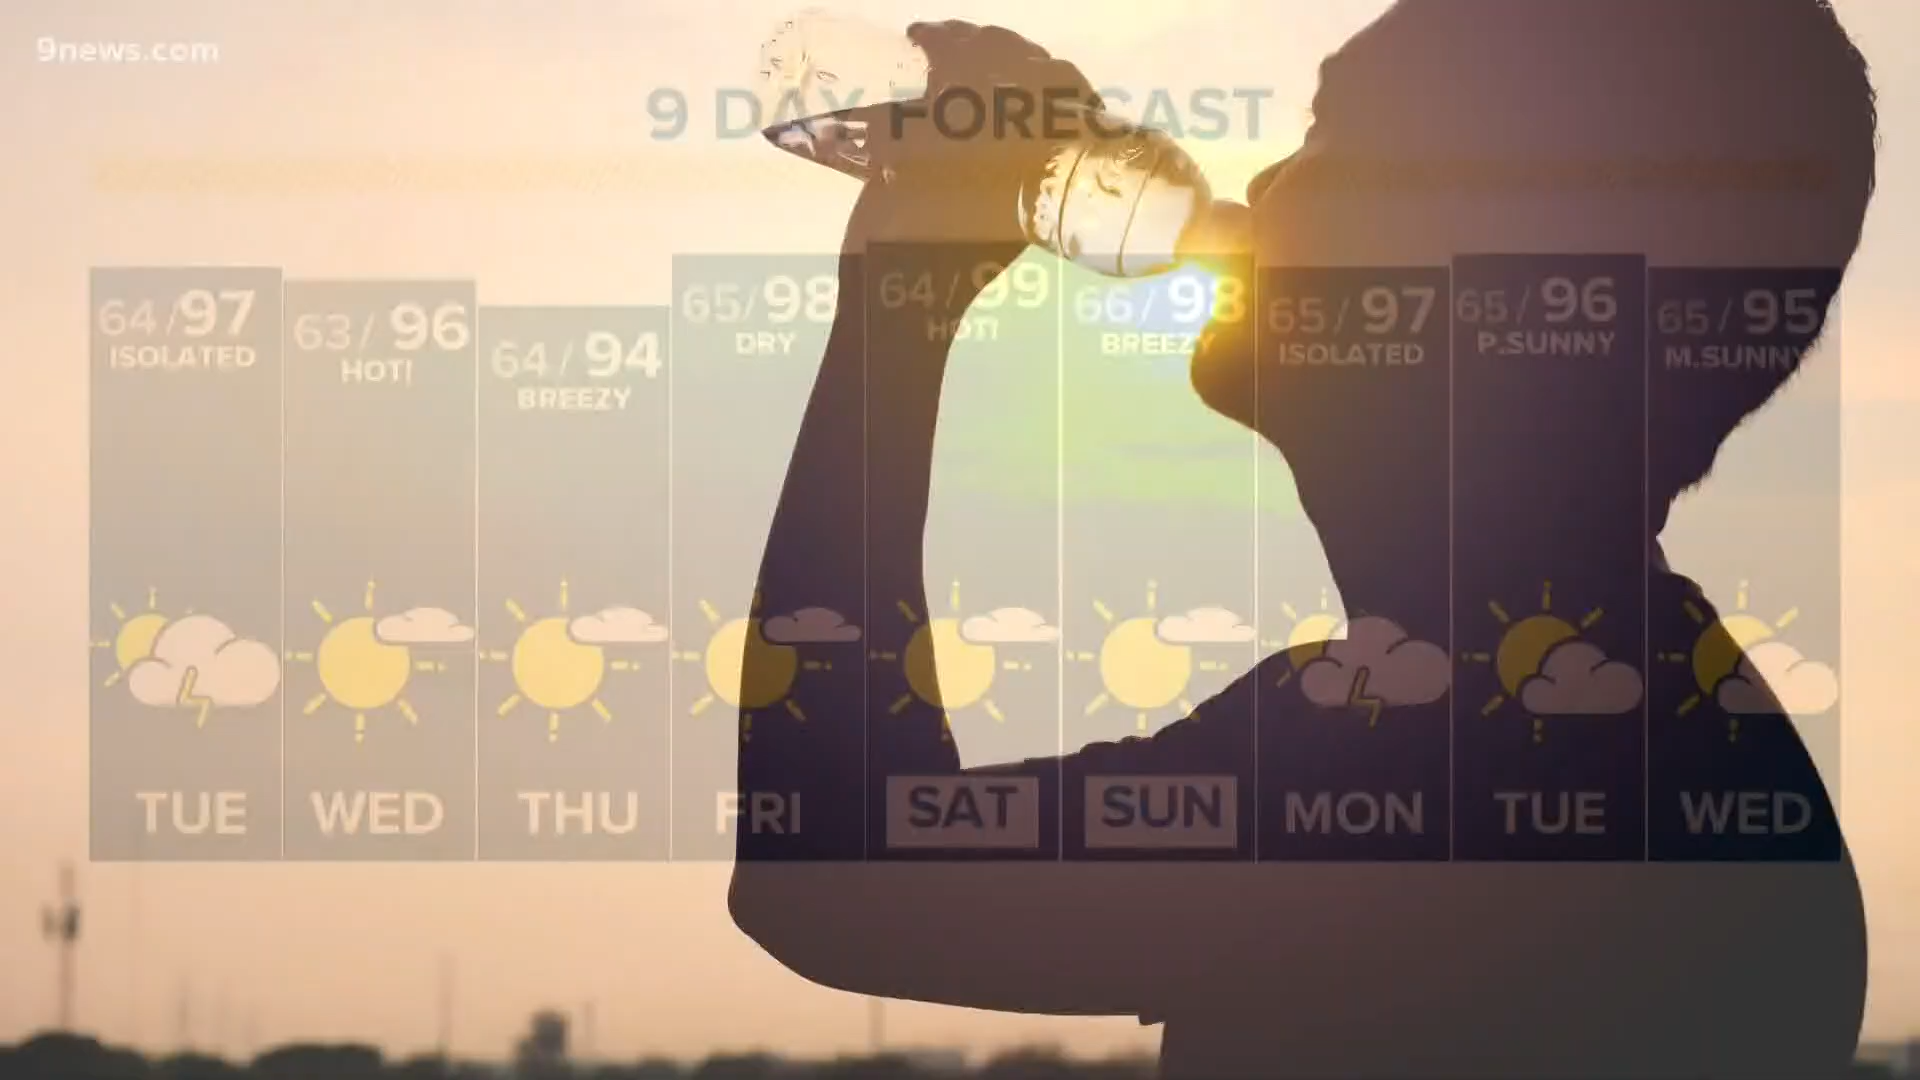 9news.com
9 DAY FORECAST
64/97
ISOLATED
63/96
HOT!
64/94
BREEZY
65/98
DRY
64/99
HOT!
66/98
BREEZY
65/97
ISOLATED
65/96
P.SUNNY
65/95
M.SUNNY
TUE
WED
THU
FRI
SAT
SUN
MON
TUE
WED